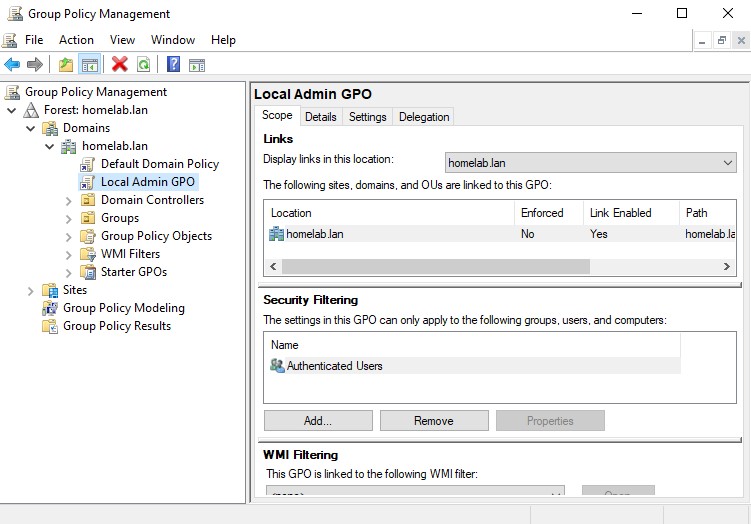 Group Policy Management
File Action View Window Help
Group Policy Management
Forest: homelab.lan
Domains
homelab.lan
Default Domain Policy
Local Admin GPO
Domain Controllers
Groups
Group Policy Objects
WMI Filters
Starter GPOs
Sites
Group Policy Modeling
Group Policy Results
Local Admin GPO
Scope Details Settings Delegation
Links
Display links in this location: homelab.lan
The following sites, domains, and OUs are linked to this GPO:
Location Enforced Link Enabled Path
homelab.lan No Yes homelab.la
Security Filtering
The settings in this GPO can only apply to the following groups, users, and computers:
Name
Authenticated Users
Add... Remove Properties
WMI Filtering
This GPO is linked to the following WMI filter: